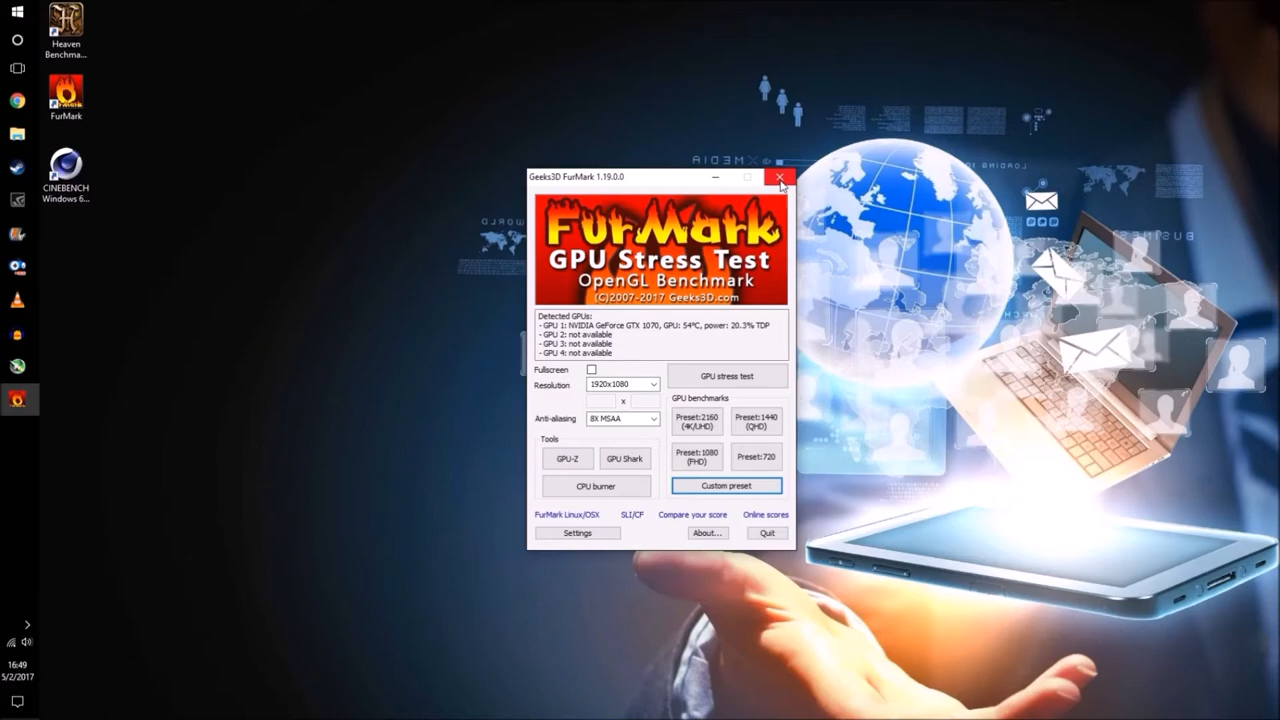 Heaven
Benchma...
FurMark
CINEBENCH
Windows 6...
16:49
5/2/2017
MEDIA
LOADING
WORLD
BUSINES
Geeks3D FurMark 1.19.0.0
FurMark
GPU Stress Test
OpenGL Benchmark
(C)2007-2017 Geeks3D.com
Detected GPUs:
- GPU 1: NVIDIA GeForce GTX 1070, GPU: 54°C, power: 20.3% TDP
- GPU 2: not available
- GPU 3: not available
- GPU 4: not available
Fullscreen
Resolution
1920x1080
x
Anti-aliasing
8X MSAA
GPU stress test
GPU benchmarks
Preset:2160
(4K/UHD)
Preset:1440
(QHD)
Preset:1080
(FHD)
Preset:720
Custom preset
Tools
GPU-Z
GPU Shark
CPU burner
FurMark Linux/OSX
SLI/CF
Compare your score
Online scores
Settings
About...
Quit